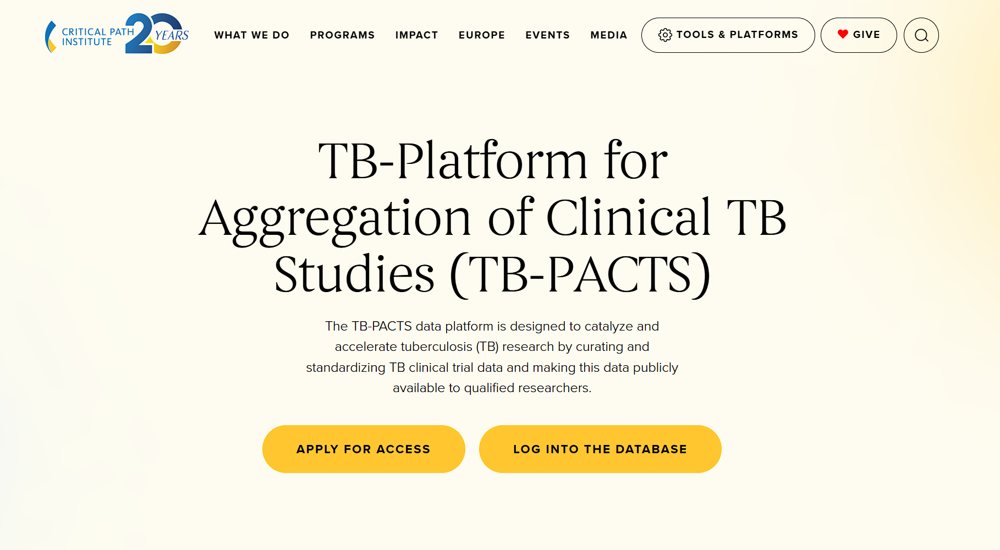 CRITICAL PATH
INSTITUTE
20
YEARS
WHAT WE DO
PROGRAMS
IMPACT
EUROPE
EVENTS
MEDIA
TOOLS & PLATFORMS
GIVE
TB-Platform for
Aggregation of Clinical TB
Studies (TB-PACTS)
The TB-PACTS data platform is designed to catalyze and
accelerate tuberculosis (TB) research by curating and
standardizing TB clinical trial data and making this data publicly
available to qualified researchers.
APPLY FOR ACCESS
LOG INTO THE DATABASE